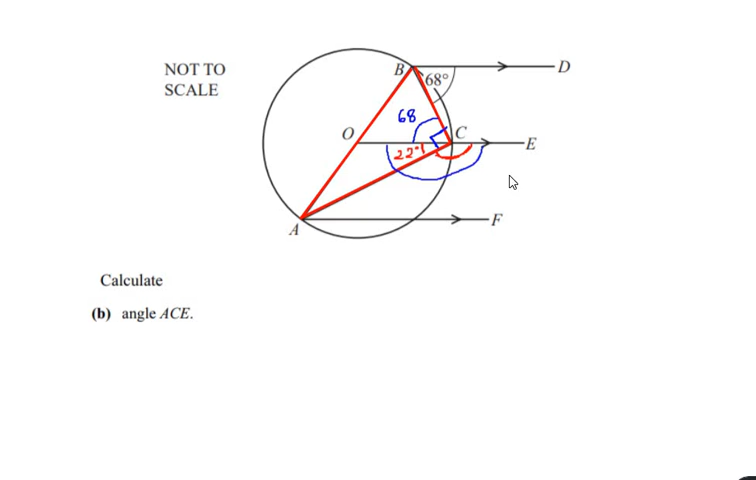 NOT TO
SCALE
B
68°
D
68
O
C
E
22°
A
F
Calculate
(b) angle ACE.